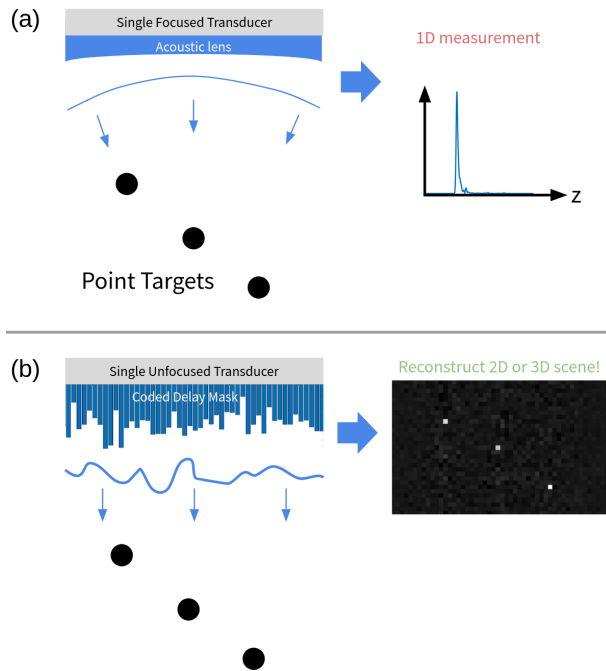 (a)
Single Focused Transducer
Acoustic lens
1D measurement
z
Point Targets
(b)
Single Unfocused Transducer
Coded Delay Mask
Reconstruct 2D or 3D scene!